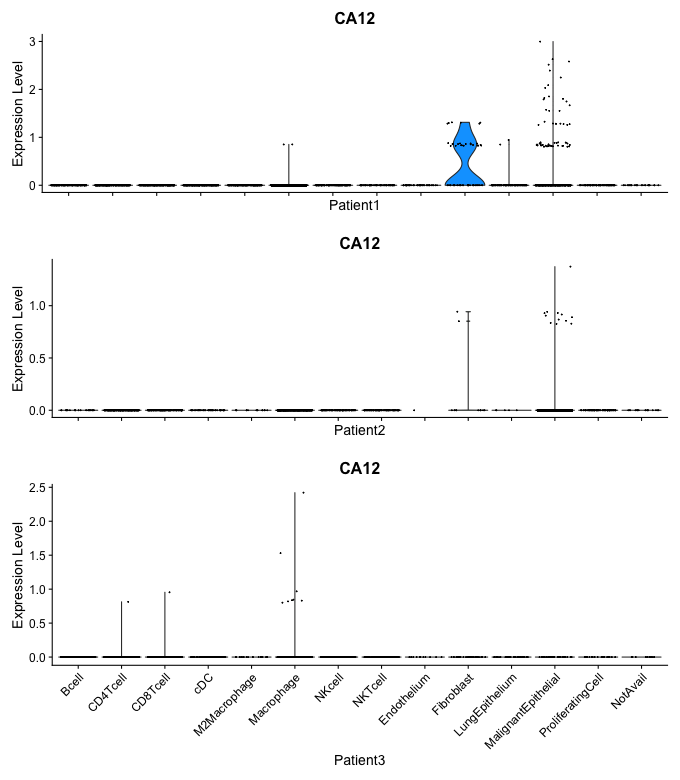 CA12
Expression Level
3
2
1
0
Patient1
CA12
Expression Level
1.0
0.5
0.0
Patient2
CA12
Expression Level
2.5
2.0
1.5
1.0
0.5
0.0
Bcell
CD4Tcell
CD8Tcell
cDC
M2Macrophage
Macrophage
NKcell
NKTcell
Endothelium
Fibroblast
LungEpithelium
MalignantEpithelial
ProliferatingCell
NotAvail
Patient3